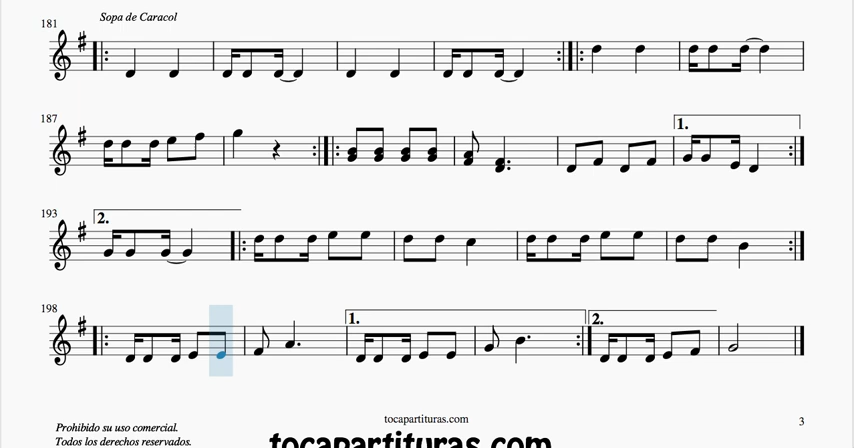 Sopa de Caracol
181
187
1.
193
2.
198
1.
2.
tocapartituras.com
3
Prohibido su uso comercial.
Todos los derechos reservados.
tocapartituras.com